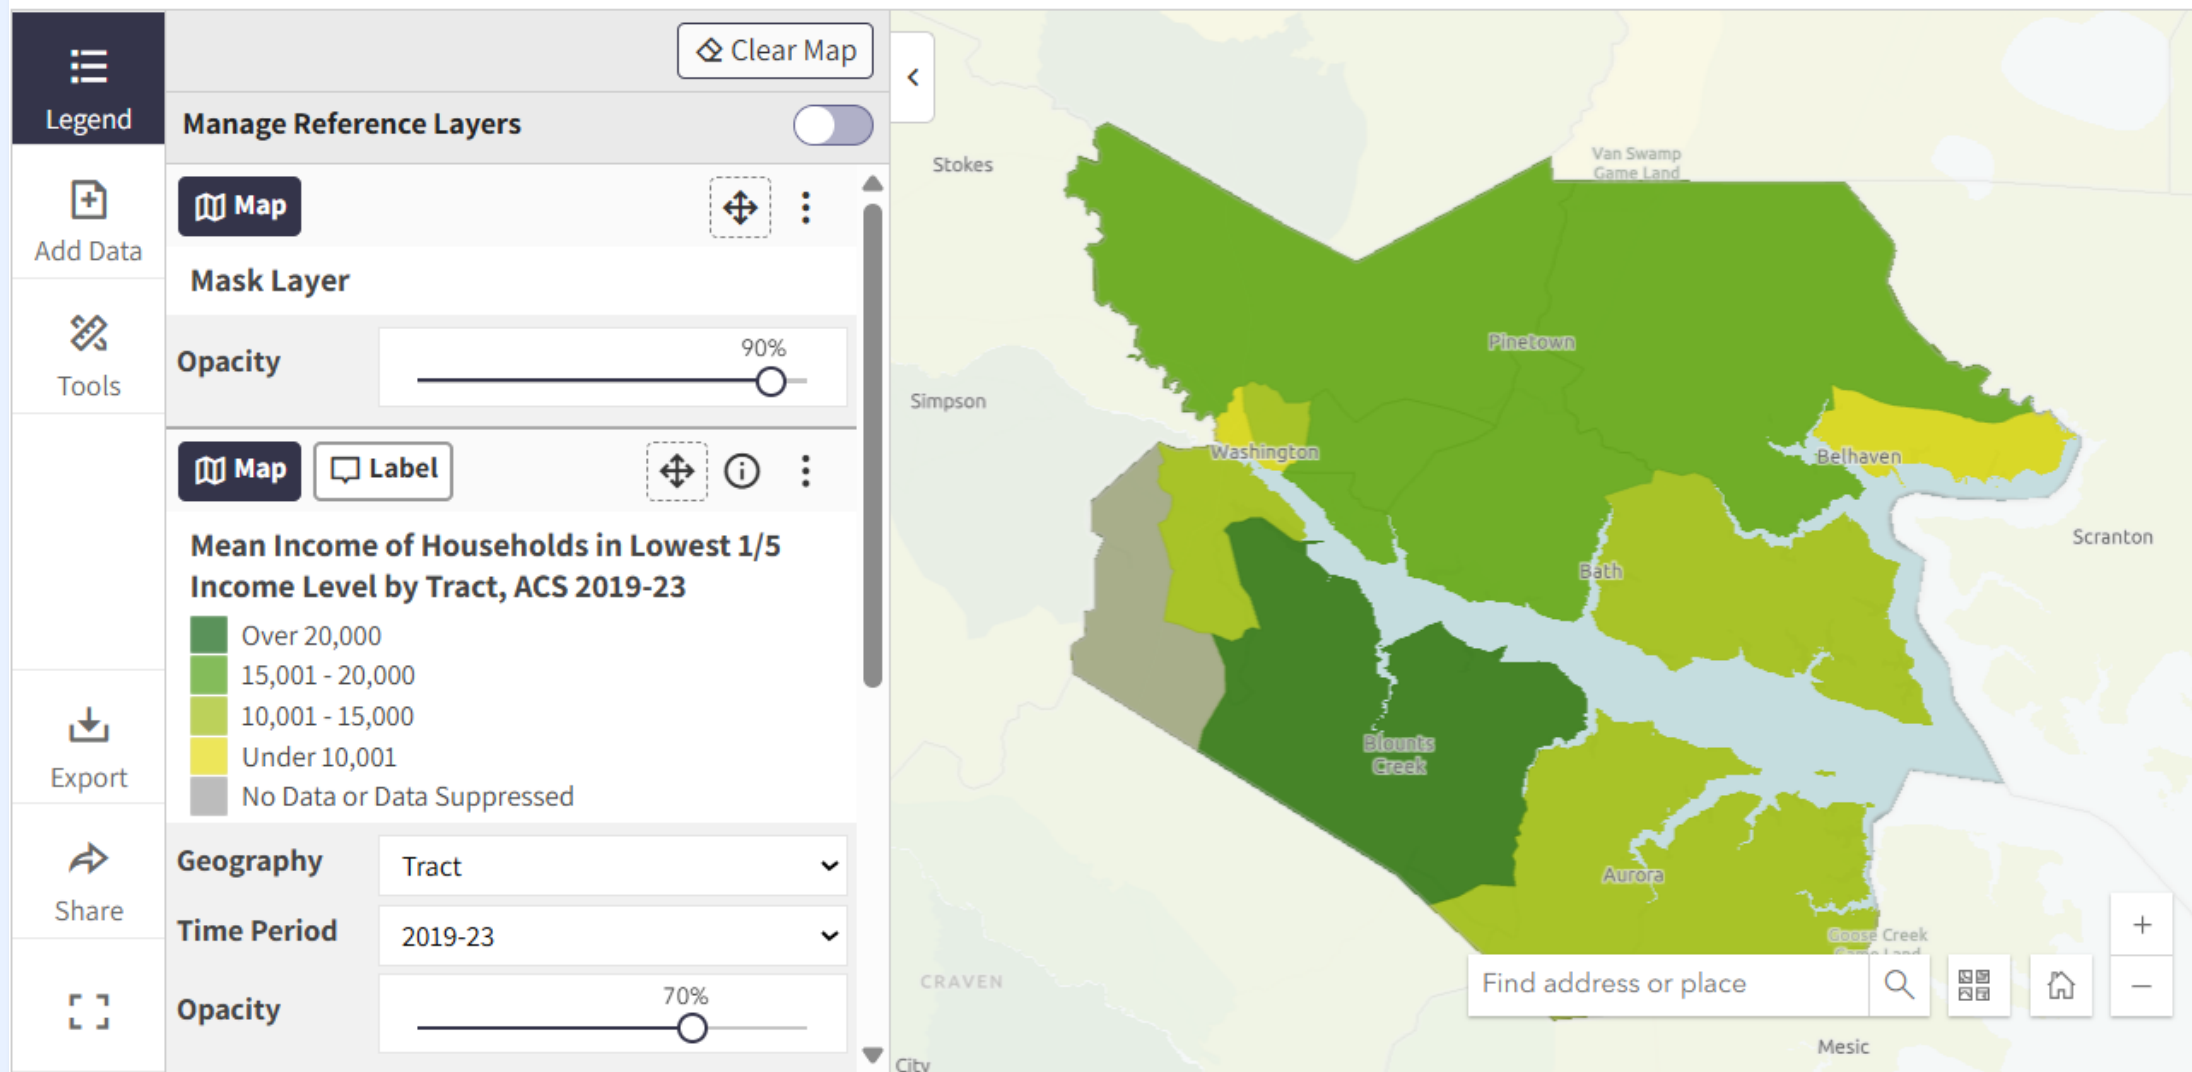 Legend
Add Data
Tools
Export
Share
Clear Map
Manage Reference Layers
Map
Mask Layer
Opacity
90%
Map
Label
Mean Income of Households in Lowest 1/5
Income Level by Tract, ACS 2019-23
Over 20,000
15,001 - 20,000
10,001 - 15,000
Under 10,001
No Data or Data Suppressed
Geography
Tract
Time Period
2019-23
Opacity
70%
Van Swamp
Game Land
Stokes
Pinetown
Simpson
Washington
Belhaven
Scranton
Bath
Blounts
Creek
Aurora
Goose Creek
Game Land
CRAVEN
Find address or place
Mesic
City